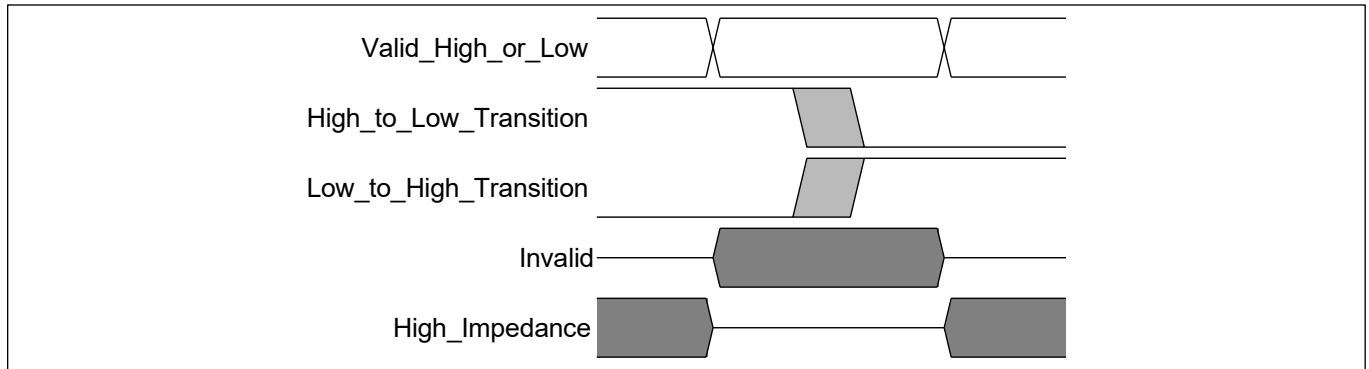 Valid_High_or_Low
High_to_Low_Transition
Low_to_High_Transition
Invalid
High_Impedance